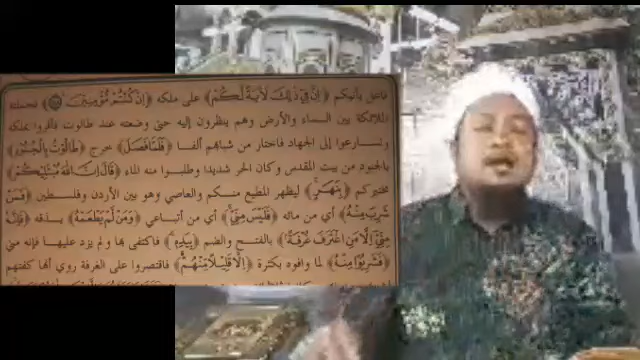 فاعل يأتيكم ﴿إِنَّ فِي ذَلِكَ لَآيَةً لَكُمْ﴾ على ملكه ﴿إِنْ كُنْتُمْ مُؤْمِنِينَ﴾ فحملته
الملائكة بين السماء والأرض وهم ينظرون إليه حتى وضعته عند طالوت فأقروا بملكه
وتسارعوا إلى الجهاد فاختار من شبابهم ألفا ﴿فَلَمَّا فَصَلَ﴾ خرج ﴿طَالُوتُ بِالْجُنُودِ﴾
بالجنود من بيت المقدس وكان الحر شديدا وطلبوا منه الماء ﴿قَالَ إِنَّ اللَّهَ مُبْتَلِيكُمْ﴾
مختبركم ﴿بِنَهَرٍ﴾ ليظهر المطيع منكم والعاصي وهو بين الأردن وفلسطين ﴿فَمَنْ
شَرِبَ مِنْهُ﴾ أي من مائه ﴿فَلَيْسَ مِنِّي﴾ أي من أتباعي ﴿وَمَنْ لَمْ يَطْعَمْهُ﴾ يذقه ﴿فَإِنَّهُ
مِنِّي إِلَّا مَنِ اغْتَرَفَ غُرْفَةً﴾ بالفتح والضم ﴿بِيَدِهِ﴾ فاكتفى بها ولم يزد عليها فإنه مني
﴿فَشَرِبُوا مِنْهُ﴾ لما وافوه بكثرة ﴿إِلَّا قَلِيلًا مِنْهُمْ﴾ فاقتصروا على الغرفة روي أنها كفتهم